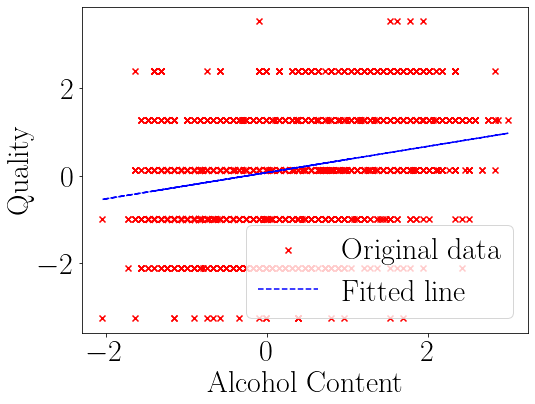 2
0
−2
Quality
Original data
Fitted line
−2 0 2
Alcohol Content